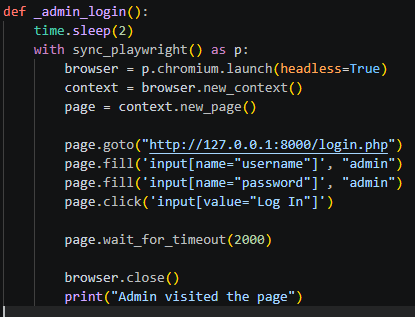 def _admin_login():
    time.sleep(2)
    with sync_playwright() as p:
        browser = p.chromium.launch(headless=True)
        context = browser.new_context()
        page = context.new_page()

        page.goto("http://127.0.0.1:8000/login.php")
        page.fill('input[name="username"]', "admin")
        page.fill('input[name="password"]', "admin")
        page.click('input[value="Log In"]')

        page.wait_for_timeout(2000)

        browser.close()
        print("Admin visited the page")